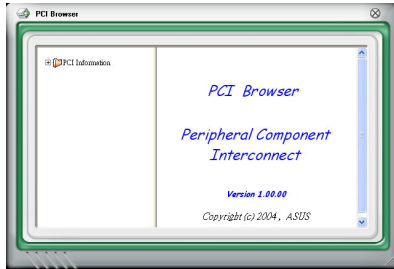 PCI Browser
PCI Information
PCI Browser
Peripheral Component
Interconnect
Version 1.00.00
Copyright (c) 2004 , ASUS